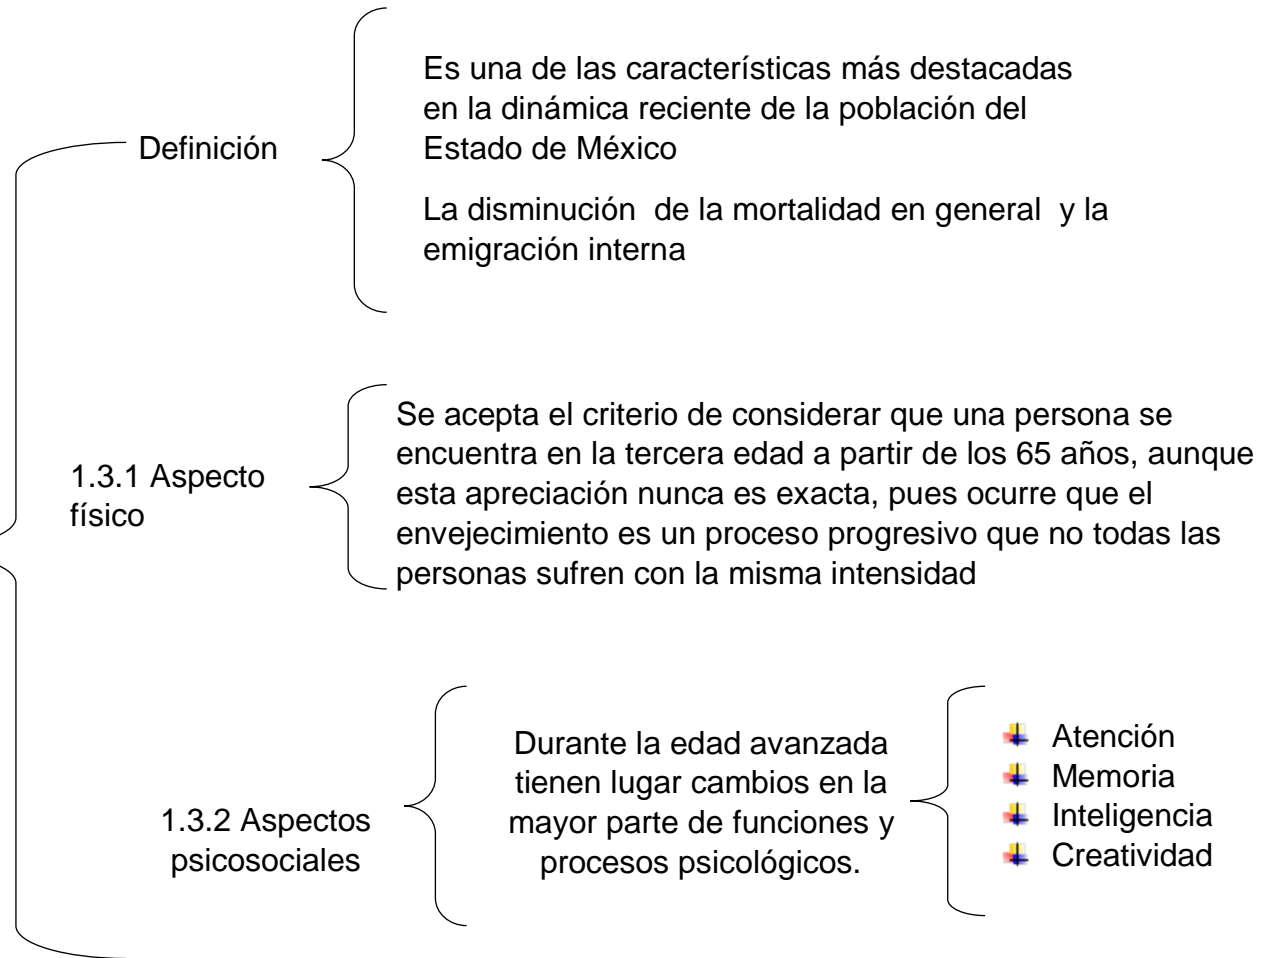 Definición
Es una de las características más destacadas
en la dinámica reciente de la población del
Estado de México
La disminución  de la mortalidad en general  y la
emigración interna
1.3.1 Aspecto
físico
Se acepta el criterio de considerar que una persona se
encuentra en la tercera edad a partir de los 65 años, aunque
esta apreciación nunca es exacta, pues ocurre que el
envejecimiento es un proceso progresivo que no todas las
personas sufren con la misma intensidad
1.3.2 Aspectos
psicosociales
Durante la edad avanzada
tienen lugar cambios en la
mayor parte de funciones y
procesos psicológicos.
Atención
Memoria
Inteligencia
Creatividad